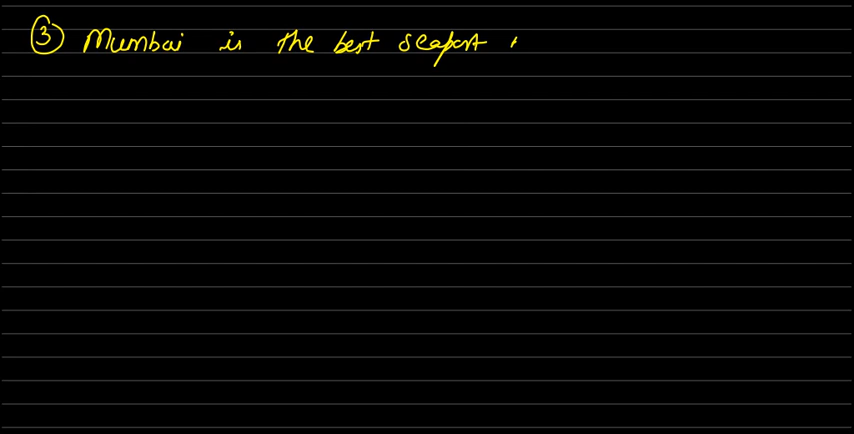 ③ Mumbai is the best seaport